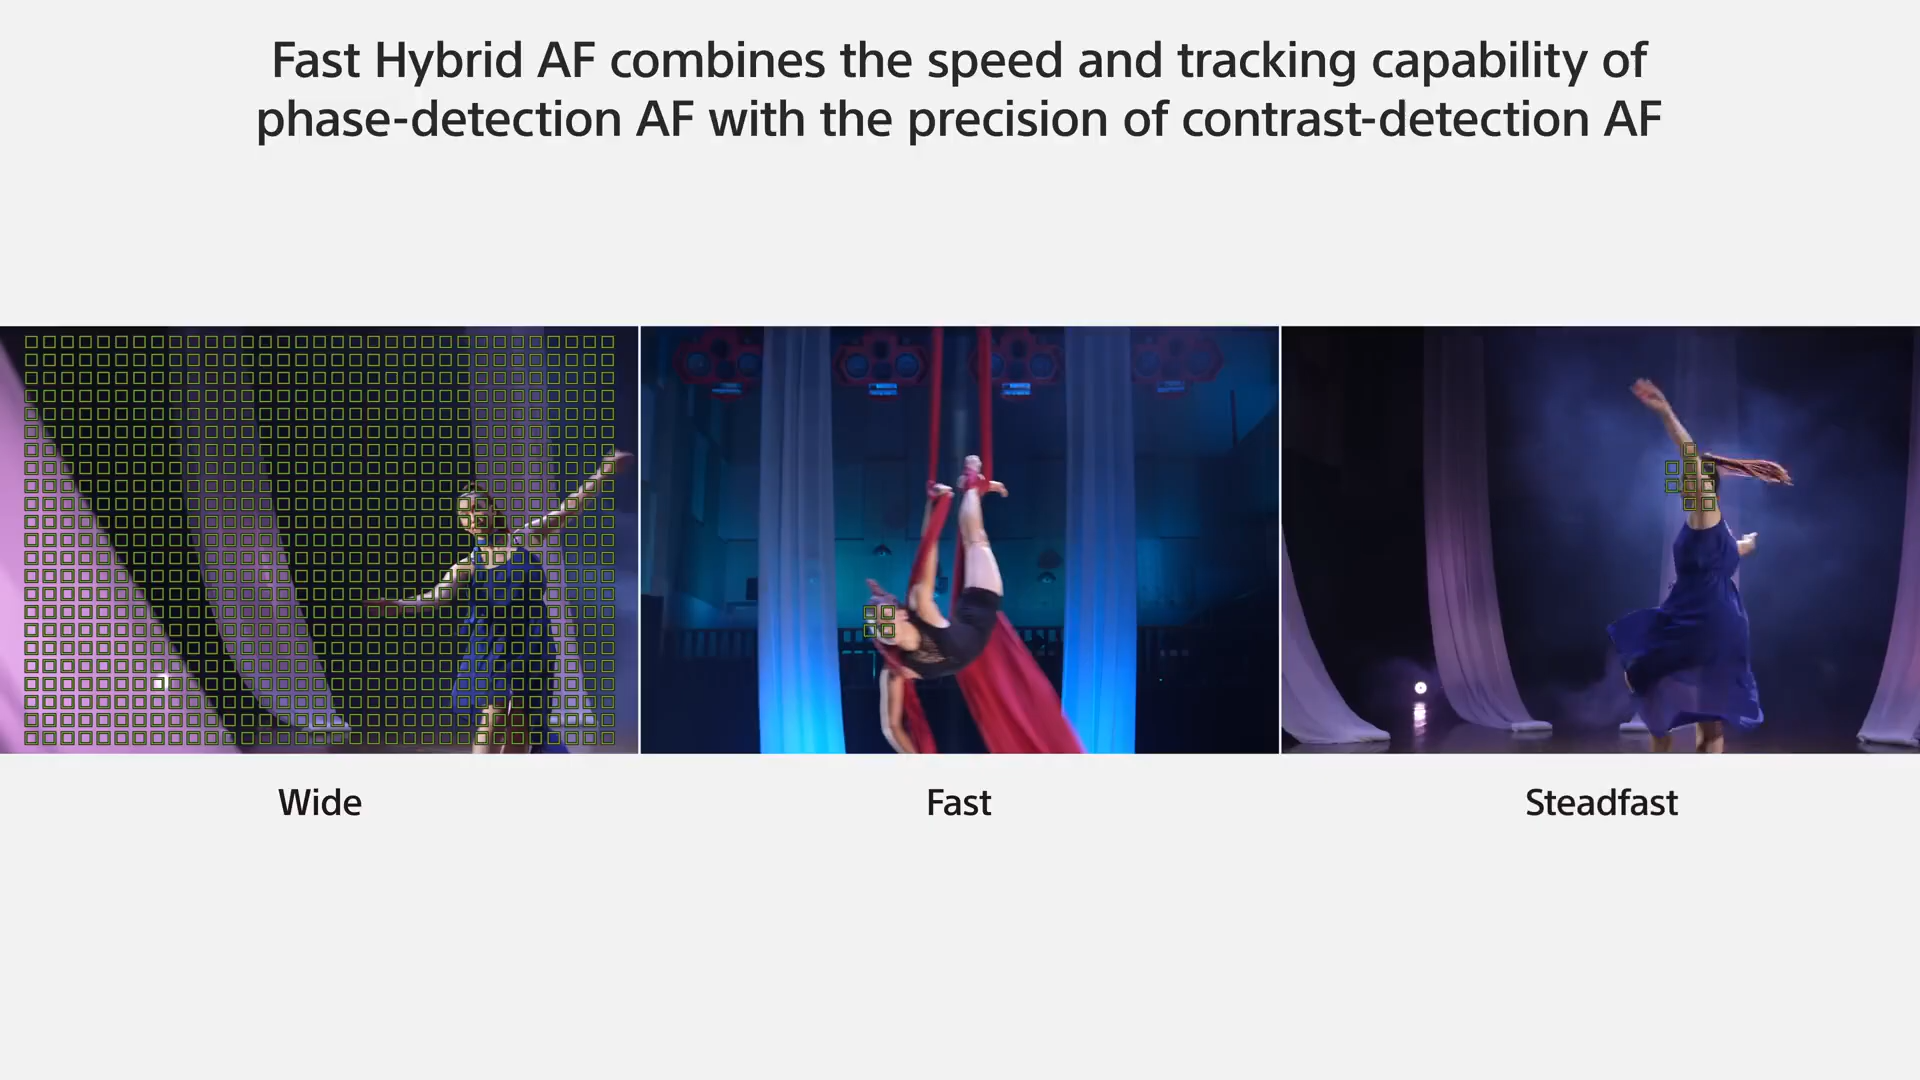 Fast Hybrid AF combines the speed and tracking capability of
phase-detection AF with the precision of contrast-detection AF
Wide
Fast
Steadfast